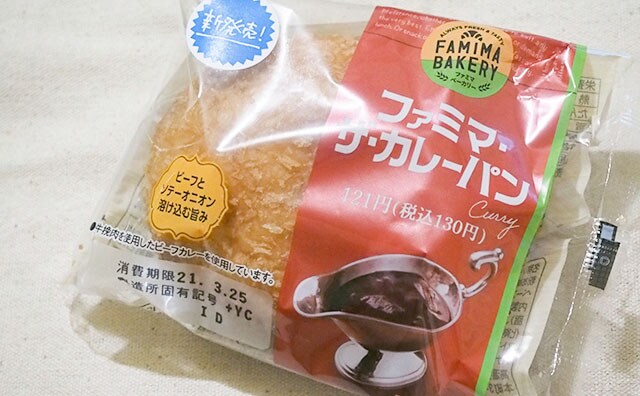 新発売!
ALWAYS FRESH & TASTY
FAMIMA
BAKERY
ファミマ
ベーカリー
ファミマ・
ザ・カレーパン
121円(税込130円)
Curry
ビーフと
ソテーオニオン
溶け込む旨み
●牛挽肉を使用したビーフカレーを使用しています。
消費期限21. 3.25
造所固有記号 +YC
I D